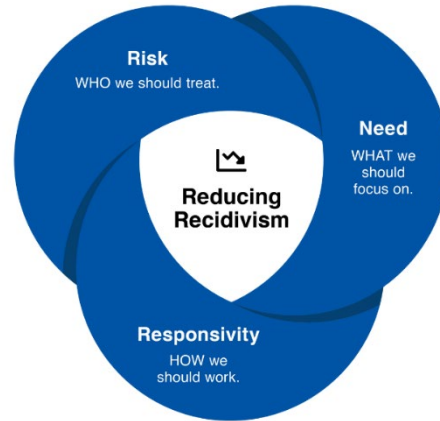 Risk
WHO we should treat.
Need
WHAT we
should
focus on.
Reducing
Recidivism
Responsivity
HOW we
should work.